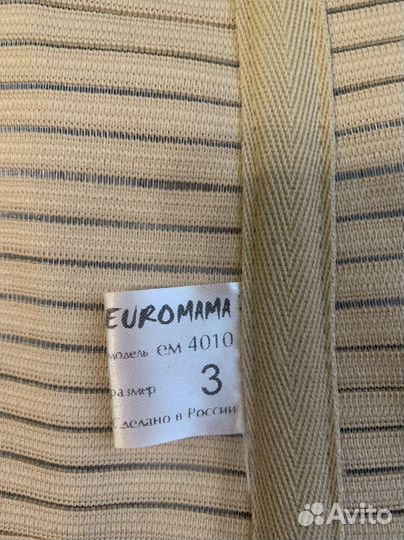 EUROMAMA
модель ем 4010
размер 3
Сделано в России
Avito